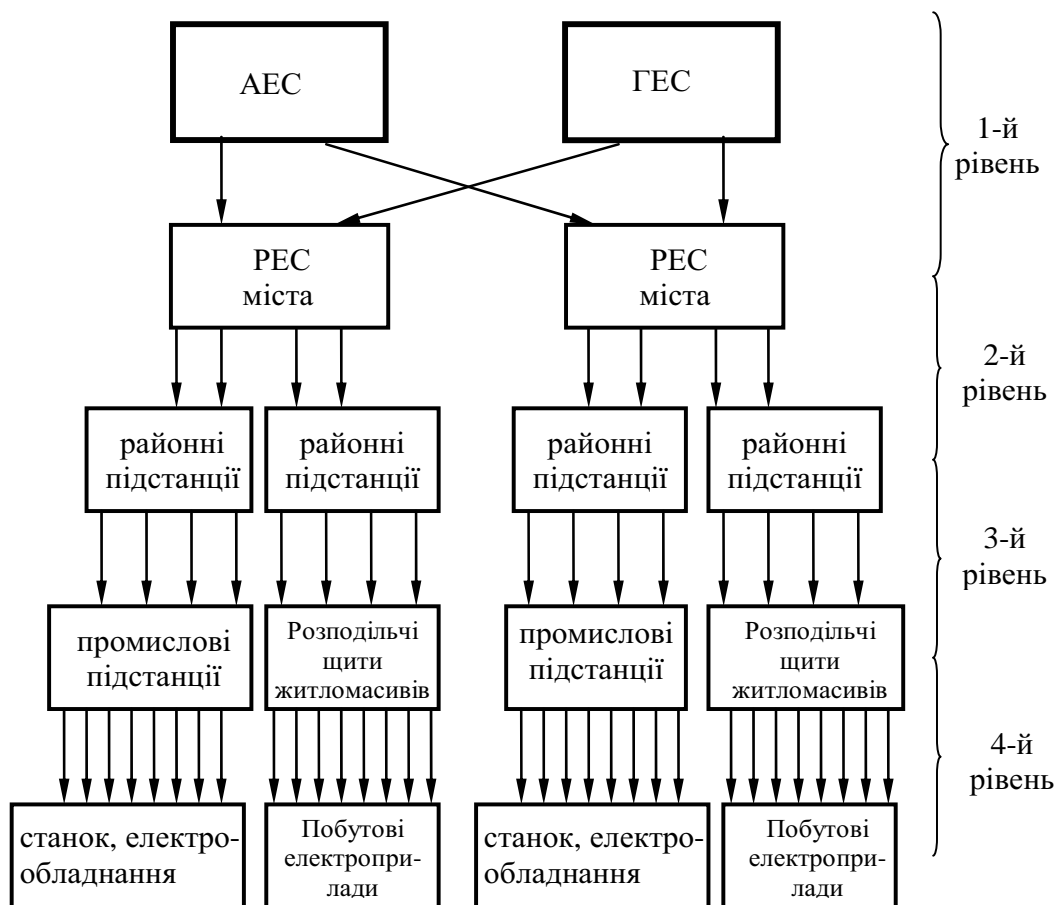 АЕС
ГЕС
1-й
рівень
РЕС
міста
РЕС
міста
2-й
рівень
районні
підстанції
районні
підстанції
районні
підстанції
районні
підстанції
3-й
рівень
промислові
підстанції
Розподільчі
щити
житломасивів
промислові
підстанції
Розподільчі
щити
житломасивів
4-й
рівень
станок, електро-
обладнання
Побутові
електропри-
лади
станок, електро-
обладнання
Побутові
електропри-
лади